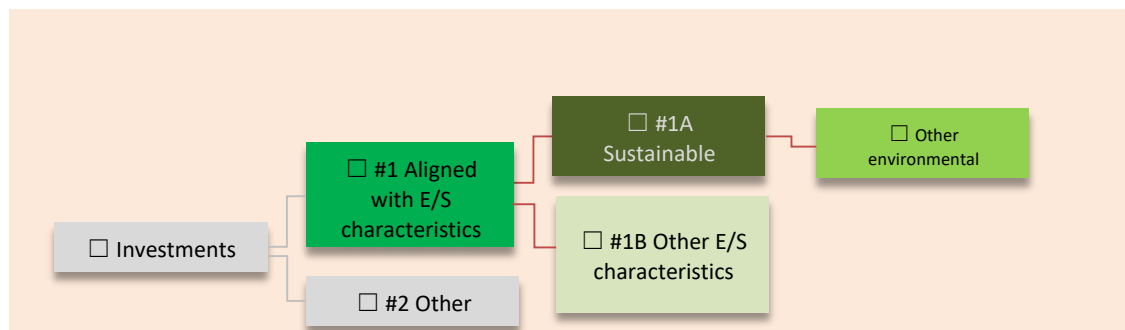 ☐ #1A
Sustainable
☐ Other
environmental
☐ #1 Aligned
with E/S
characteristics
☐ #1B Other E/S
characteristics
☐ Investments
☐ #2 Other